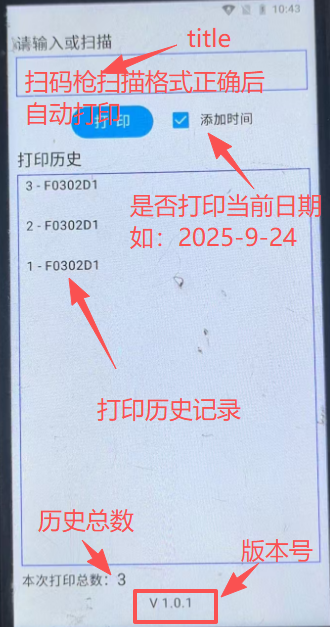 10:43
请输入或扫描
title
扫码枪扫描格式正确后
自动打印
打印
添加时间
打印历史
3 - F0302D1
是否打印当前日期
如：2025-9-24
2 - F0302D1
1 - F0302D1
打印历史记录
历史总数
版本号
本次打印总数：3
V 1.0.1